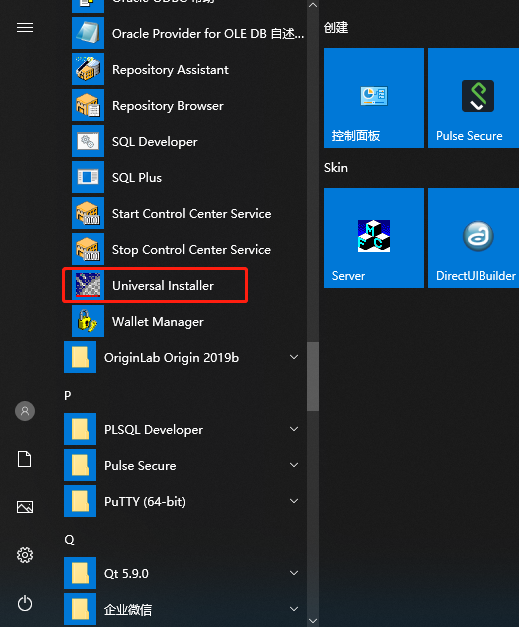 Oracle ODBC 帮助
Oracle Provider for OLE DB 自述...
Repository Assistant
Repository Browser
SQL Developer
SQL Plus
Start Control Center Service
Stop Control Center Service
Universal Installer
Wallet Manager
OriginLab Origin 2019b
P
PLSQL Developer
Pulse Secure
PuTTY (64-bit)
Q
Qt 5.9.0
企业微信
创建
控制面板
Pulse Secure
Skin
Server
DirectUIBuilder